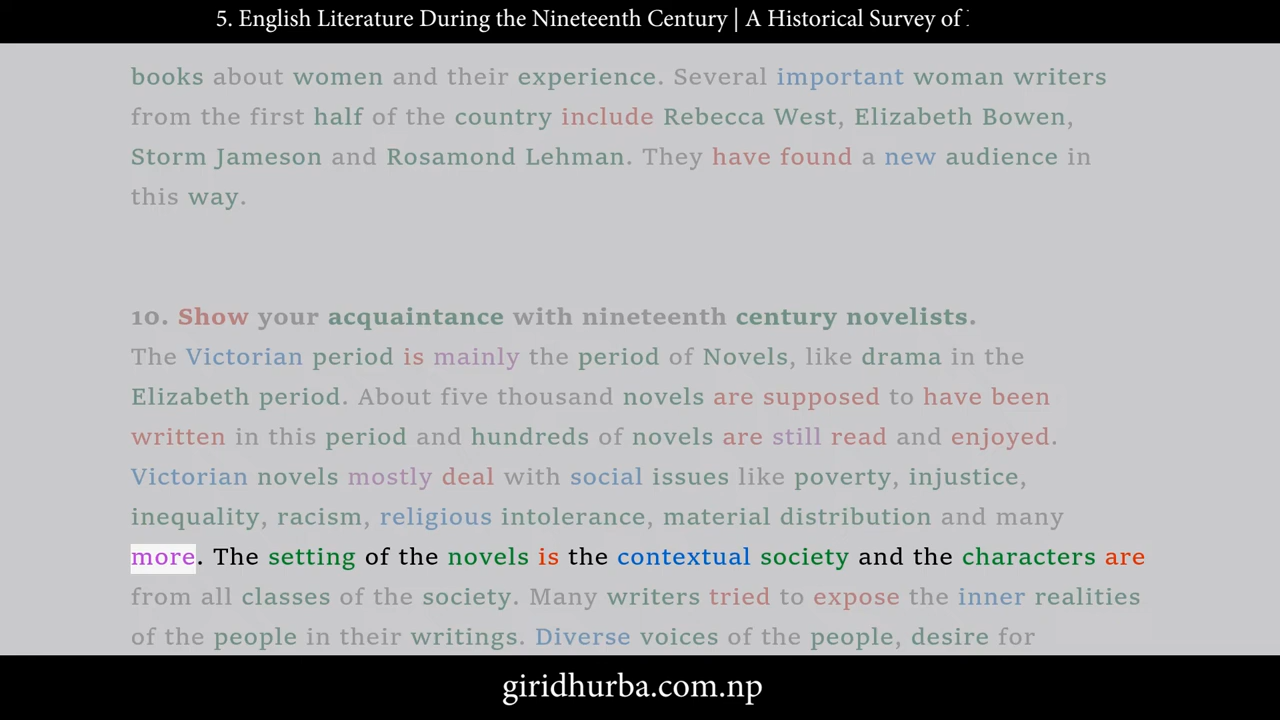 5. English Literature During the Nineteenth Century | A Historical Survey of
books about women and their experience. Several important woman writers
from the first half of the country include Rebecca West, Elizabeth Bowen,
Storm Jameson and Rosamond Lehman. They have found a new audience in
this way.
10. Show your acquaintance with nineteenth century novelists.
The Victorian period is mainly the period of Novels, like drama in the
Elizabeth period. About five thousand novels are supposed to have been
written in this period and hundreds of novels are still read and enjoyed.
Victorian novels mostly deal with social issues like poverty, injustice,
inequality, racism, religious intolerance, material distribution and many
more. The setting of the novels is the contextual society and the characters are
from all classes of the society. Many writers tried to expose the inner realities
of the people in their writings. Diverse voices of the people, desire for
giridhurba.com.np